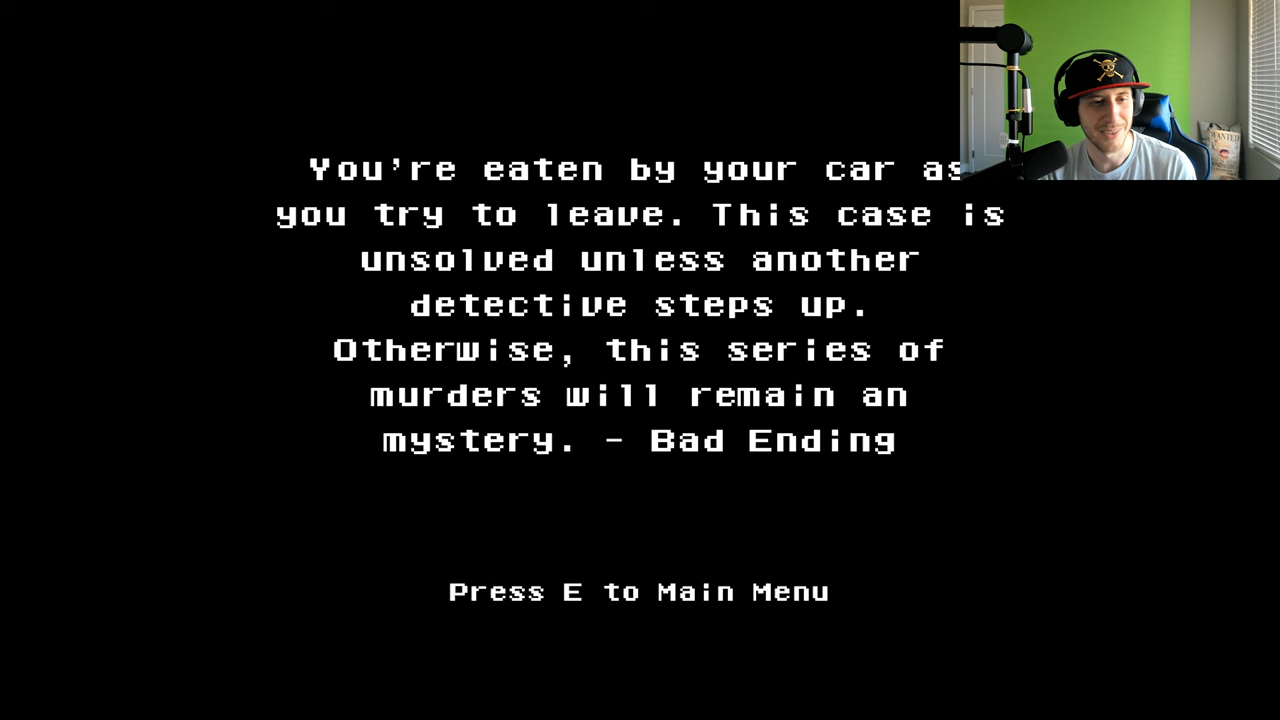 You're eaten by your car as
you try to leave. This case is
unsolved unless another
detective steps up.
Otherwise, this series of
murders will remain an
mystery. - Bad Ending
Press E to Main Menu
WANTED